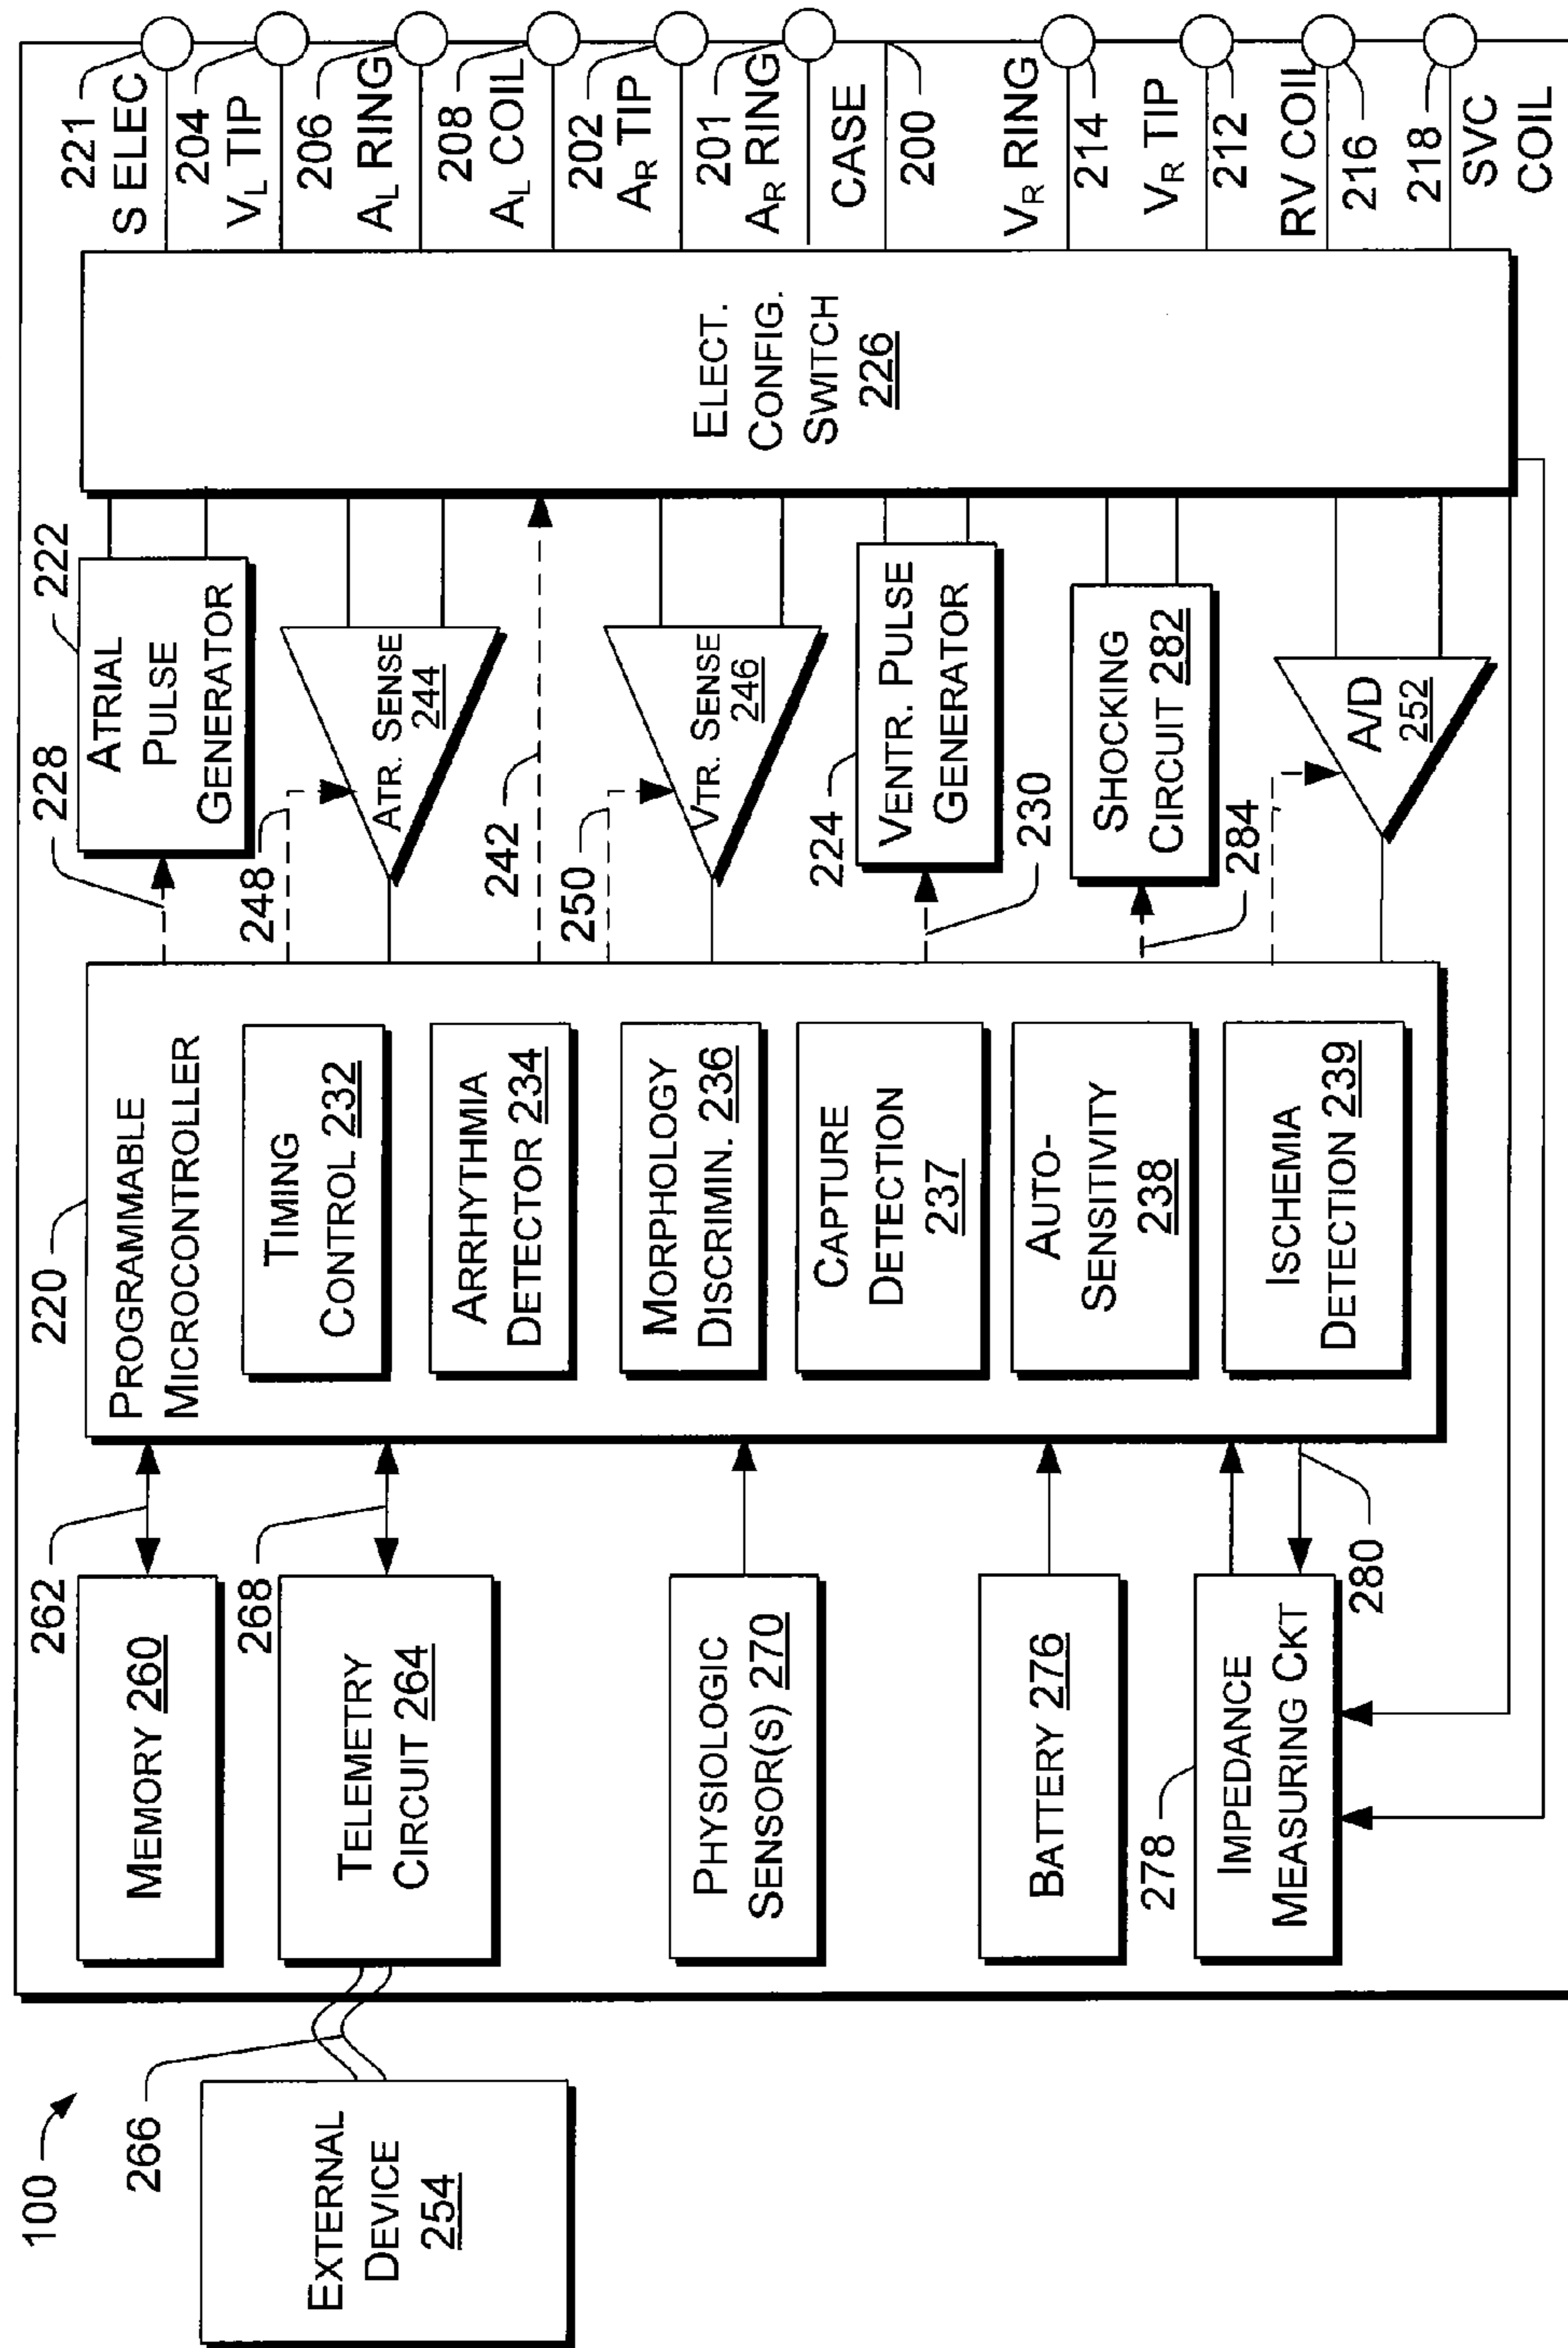 100
266
EXTERNAL
DEVICE
254
262
MEMORY 260
268
TELEMETRY
CIRCUIT 264
PHYSIOLOGIC
SENSOR(S) 270
BATTERY 276
278
IMPEDANCE
MEASURING CKT
280
220
PROGRAMMABLE
MICROCONTROLLER
TIMING
CONTROL 232
ARRHYTHMIA
DETECTOR 234
MORPHOLOGY
DISCRIMIN. 236
CAPTURE
DETECTION
237
AUTO-
SENSITIVITY
238
ISCHEMIA
DETECTION 239
228
222
ATRIAL
PULSE
GENERATOR
248
ATR. SENSE
244
242
250
VTR. SENSE
246
224
VENTR. PULSE
GENERATOR
230
SHOCKING
CIRCUIT 282
284
A/D
252
ELECT.
CONFIG.
SWITCH
226
221
S ELEC
204
VL TIP
206
AL RING
208
AL COIL
202
AR TIP
201
AR RING
CASE
200
VR RING
214
VR TIP
212
RV COIL
216
218
SVC
COIL